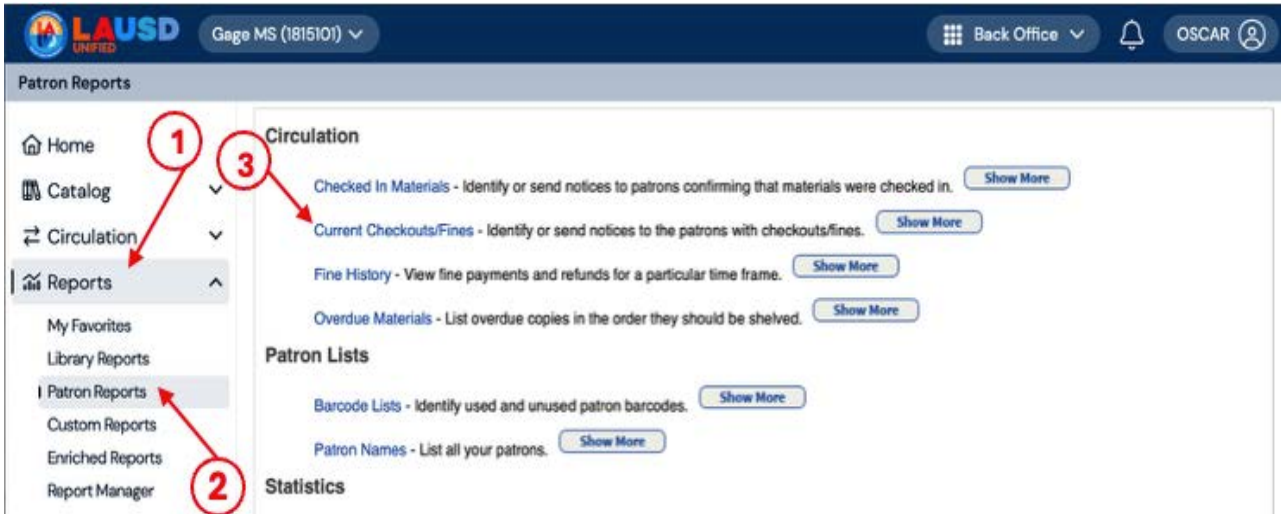 LAUSD
UNIFIED
Gage MS (1815101)
Back Office
OSCAR
Patron Reports
Home
Catalog
Circulation
Reports
My Favorites
Library Reports
Patron Reports
Custom Reports
Enriched Reports
Report Manager
1
2
3
Circulation
Checked In Materials - Identify or send notices to patrons confirming that materials were checked in. Show More
Current Checkouts/Fines - Identify or send notices to the patrons with checkouts/fines. Show More
Fine History - View fine payments and refunds for a particular time frame. Show More
Overdue Materials - List overdue copies in the order they should be shelved. Show More
Patron Lists
Barcode Lists - Identify used and unused patron barcodes. Show More
Patron Names - List all your patrons. Show More
Statistics